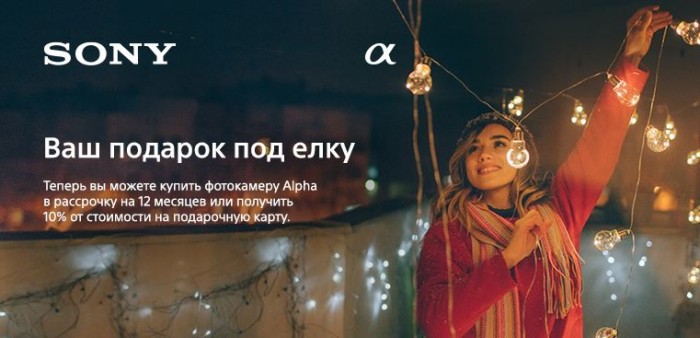 SONY
α
Ваш подарок под елку
Теперь вы можете купить фотокамеру Alpha
в рассрочку на 12 месяцев или получить
10% от стоимости на подарочную карту.